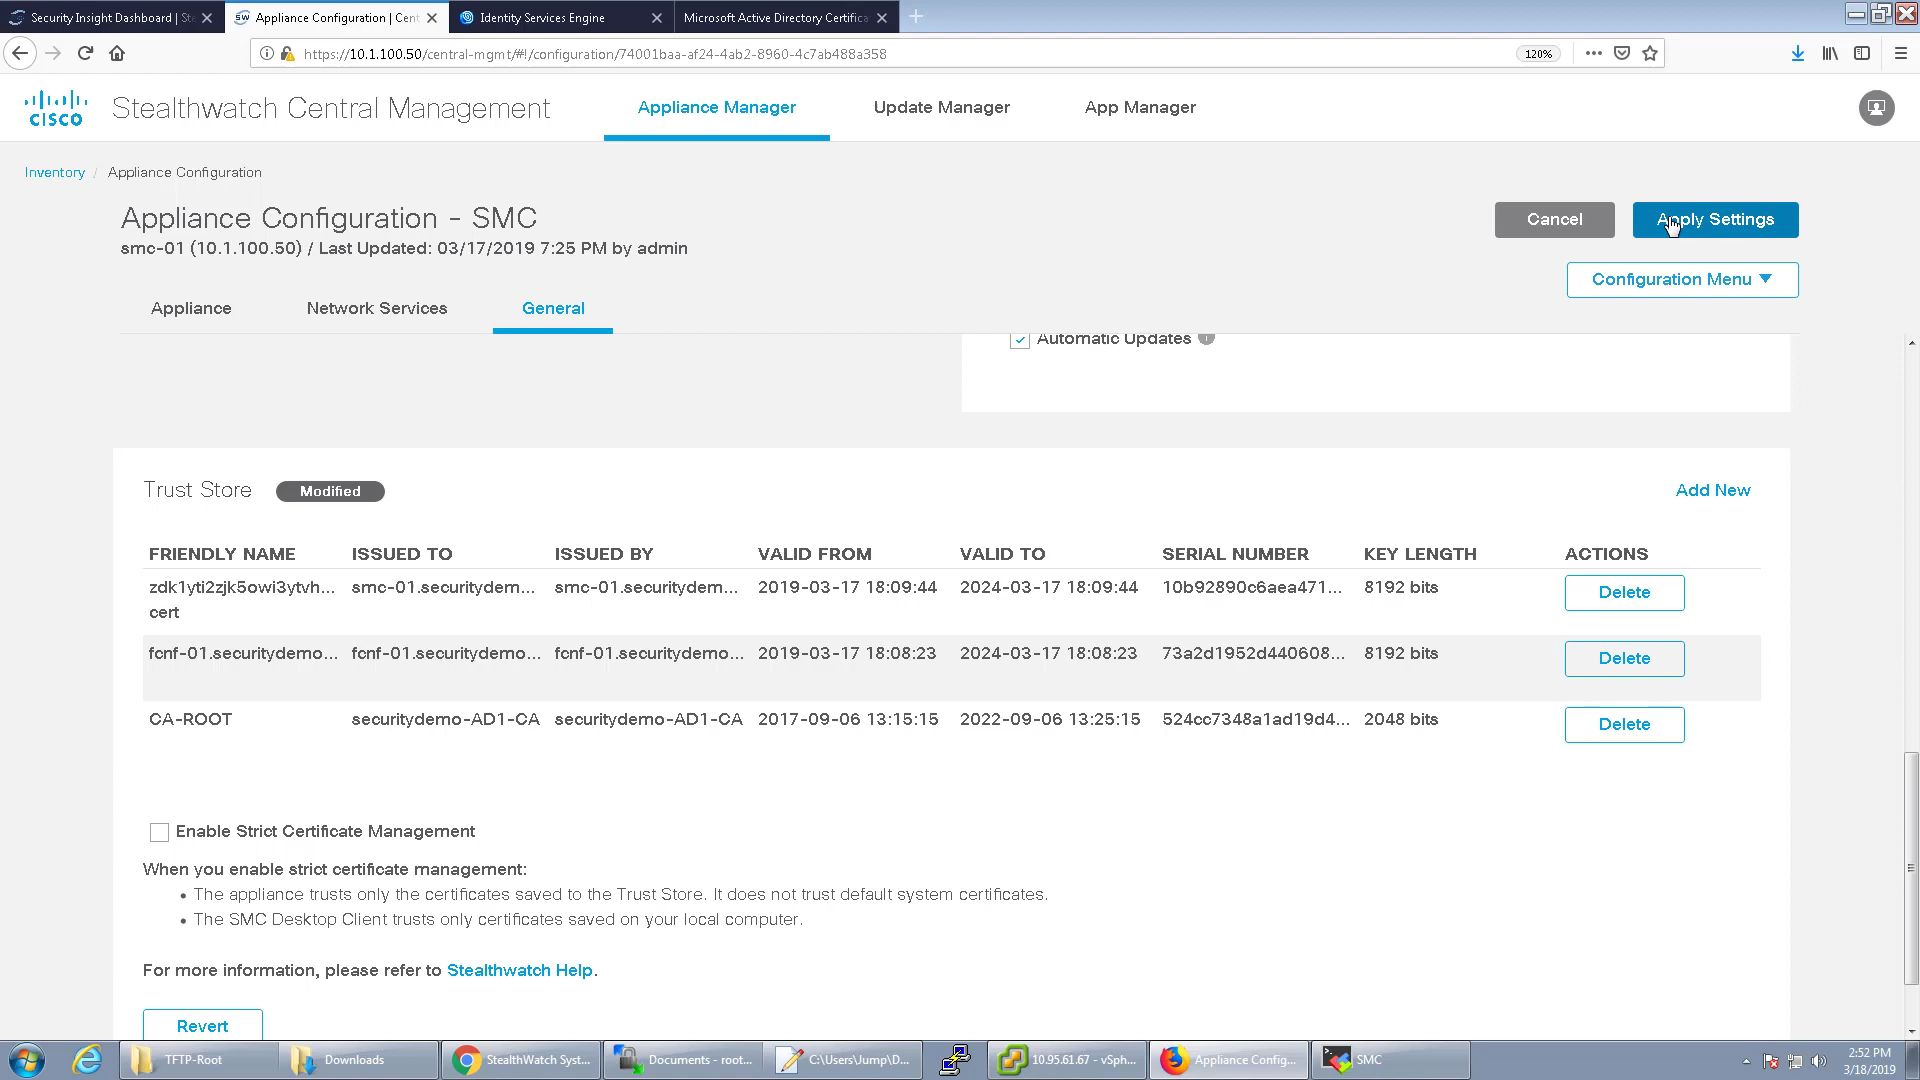 Security Insight Dashboard | St
Appliance Configuration | Cent
Identity Services Engine
Microsoft Active Directory Certifica
https://10.1.100.50/central-mgmt/#!/configuration/74001baa-af24-4ab2-8960-4c7ab488a358
120%
cisco
Stealthwatch Central Management
Appliance Manager
Update Manager
App Manager
Inventory / Appliance Configuration
Appliance Configuration - SMC
smc-01 (10.1.100.50) / Last Updated: 03/17/2019 7:25 PM by admin
Cancel
Apply Settings
Configuration Menu
Appliance
Network Services
General
Automatic Updates
Trust Store
Modified
Add New
FRIENDLY NAME ISSUED TO ISSUED BY VALID FROM VALID TO SERIAL NUMBER KEY LENGTH ACTIONS
zdk1yti2zjk5owi3ytvh... smc-01.securitydem... smc-01.securitydem... 2019-03-17 18:09:44 2024-03-17 18:09:44 10b92890c6aea471... 8192 bits Delete
cert
fcnf-01.securitydemo... fcnf-01.securitydemo... fcnf-01.securitydemo... 2019-03-17 18:08:23 2024-03-17 18:08:23 73a2d1952d440608... 8192 bits Delete
CA-ROOT securitydemo-AD1-CA securitydemo-AD1-CA 2017-09-06 13:15:15 2022-09-06 13:25:15 524cc7348a1ad19d4... 2048 bits Delete
Enable Strict Certificate Management
When you enable strict certificate management:
• The appliance trusts only the certificates saved to the Trust Store. It does not trust default system certificates.
• The SMC Desktop Client trusts only certificates saved on your local computer.
For more information, please refer to Stealthwatch Help.
Revert
TFTP-Root
Downloads
StealthWatch Syst...
Documents - root...
C:\Users\Jump\D...
10.95.61.67 - vSph...
Appliance Config...
SMC
2:52 PM
3/18/2019